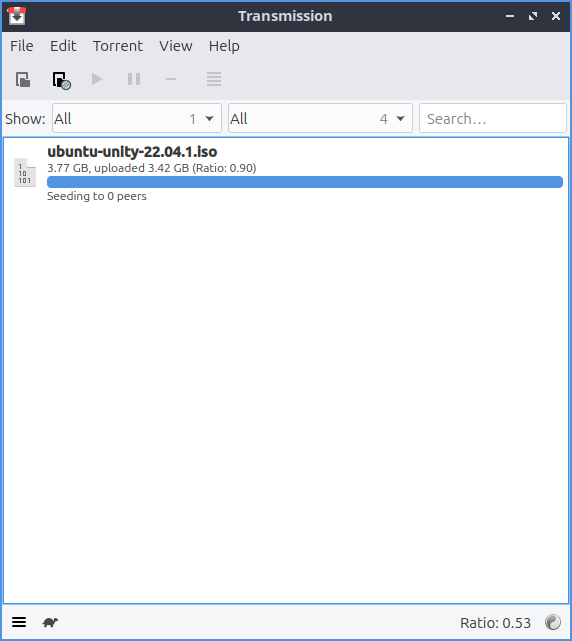 Transmission
File Edit Torrent View Help
Show: All 1 All 4 Search…
ubuntu-unity-22.04.1.iso
3.77 GB, uploaded 3.42 GB (Ratio: 0.90)
1
10
101
Seeding to 0 peers
Ratio: 0.53